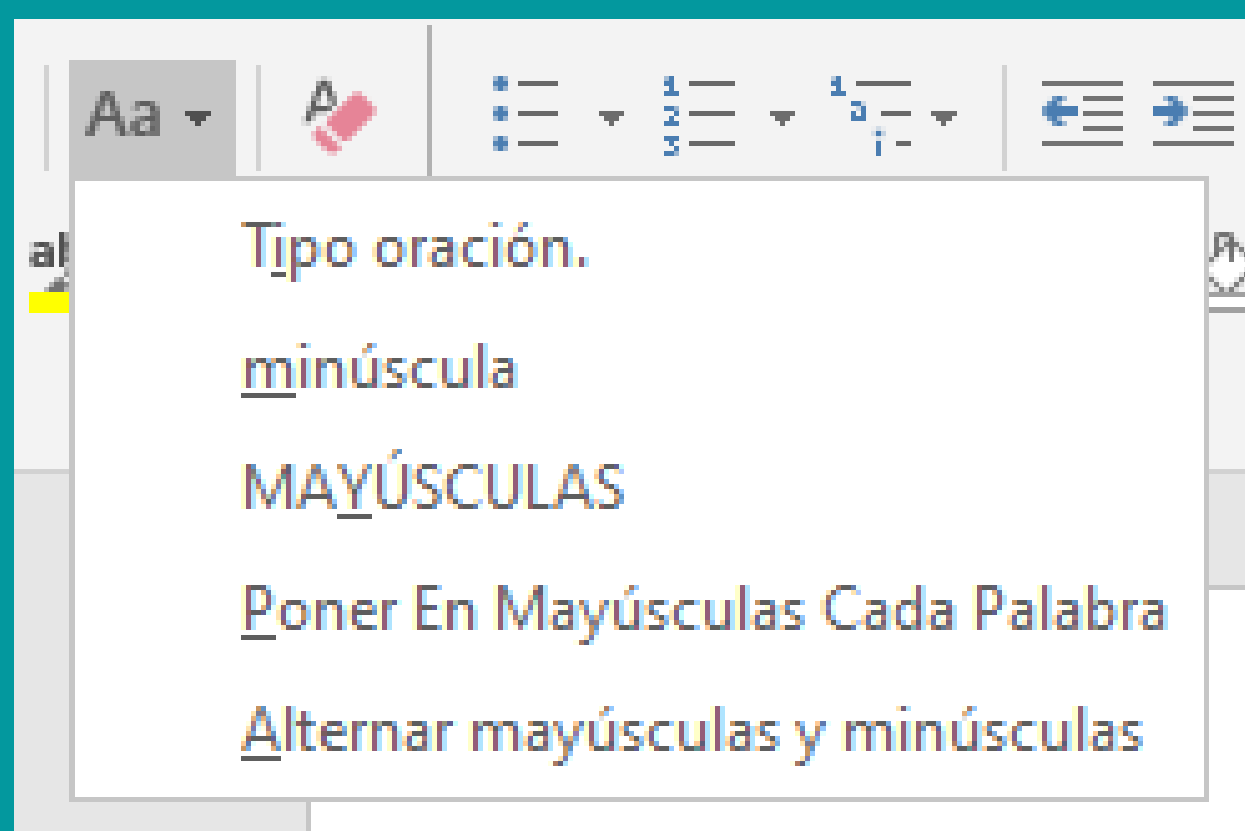 Aa
Tipo oración.
minúscula
MAYÚSCULAS
Poner En Mayúsculas Cada Palabra
Alternar mayúsculas y minúsculas